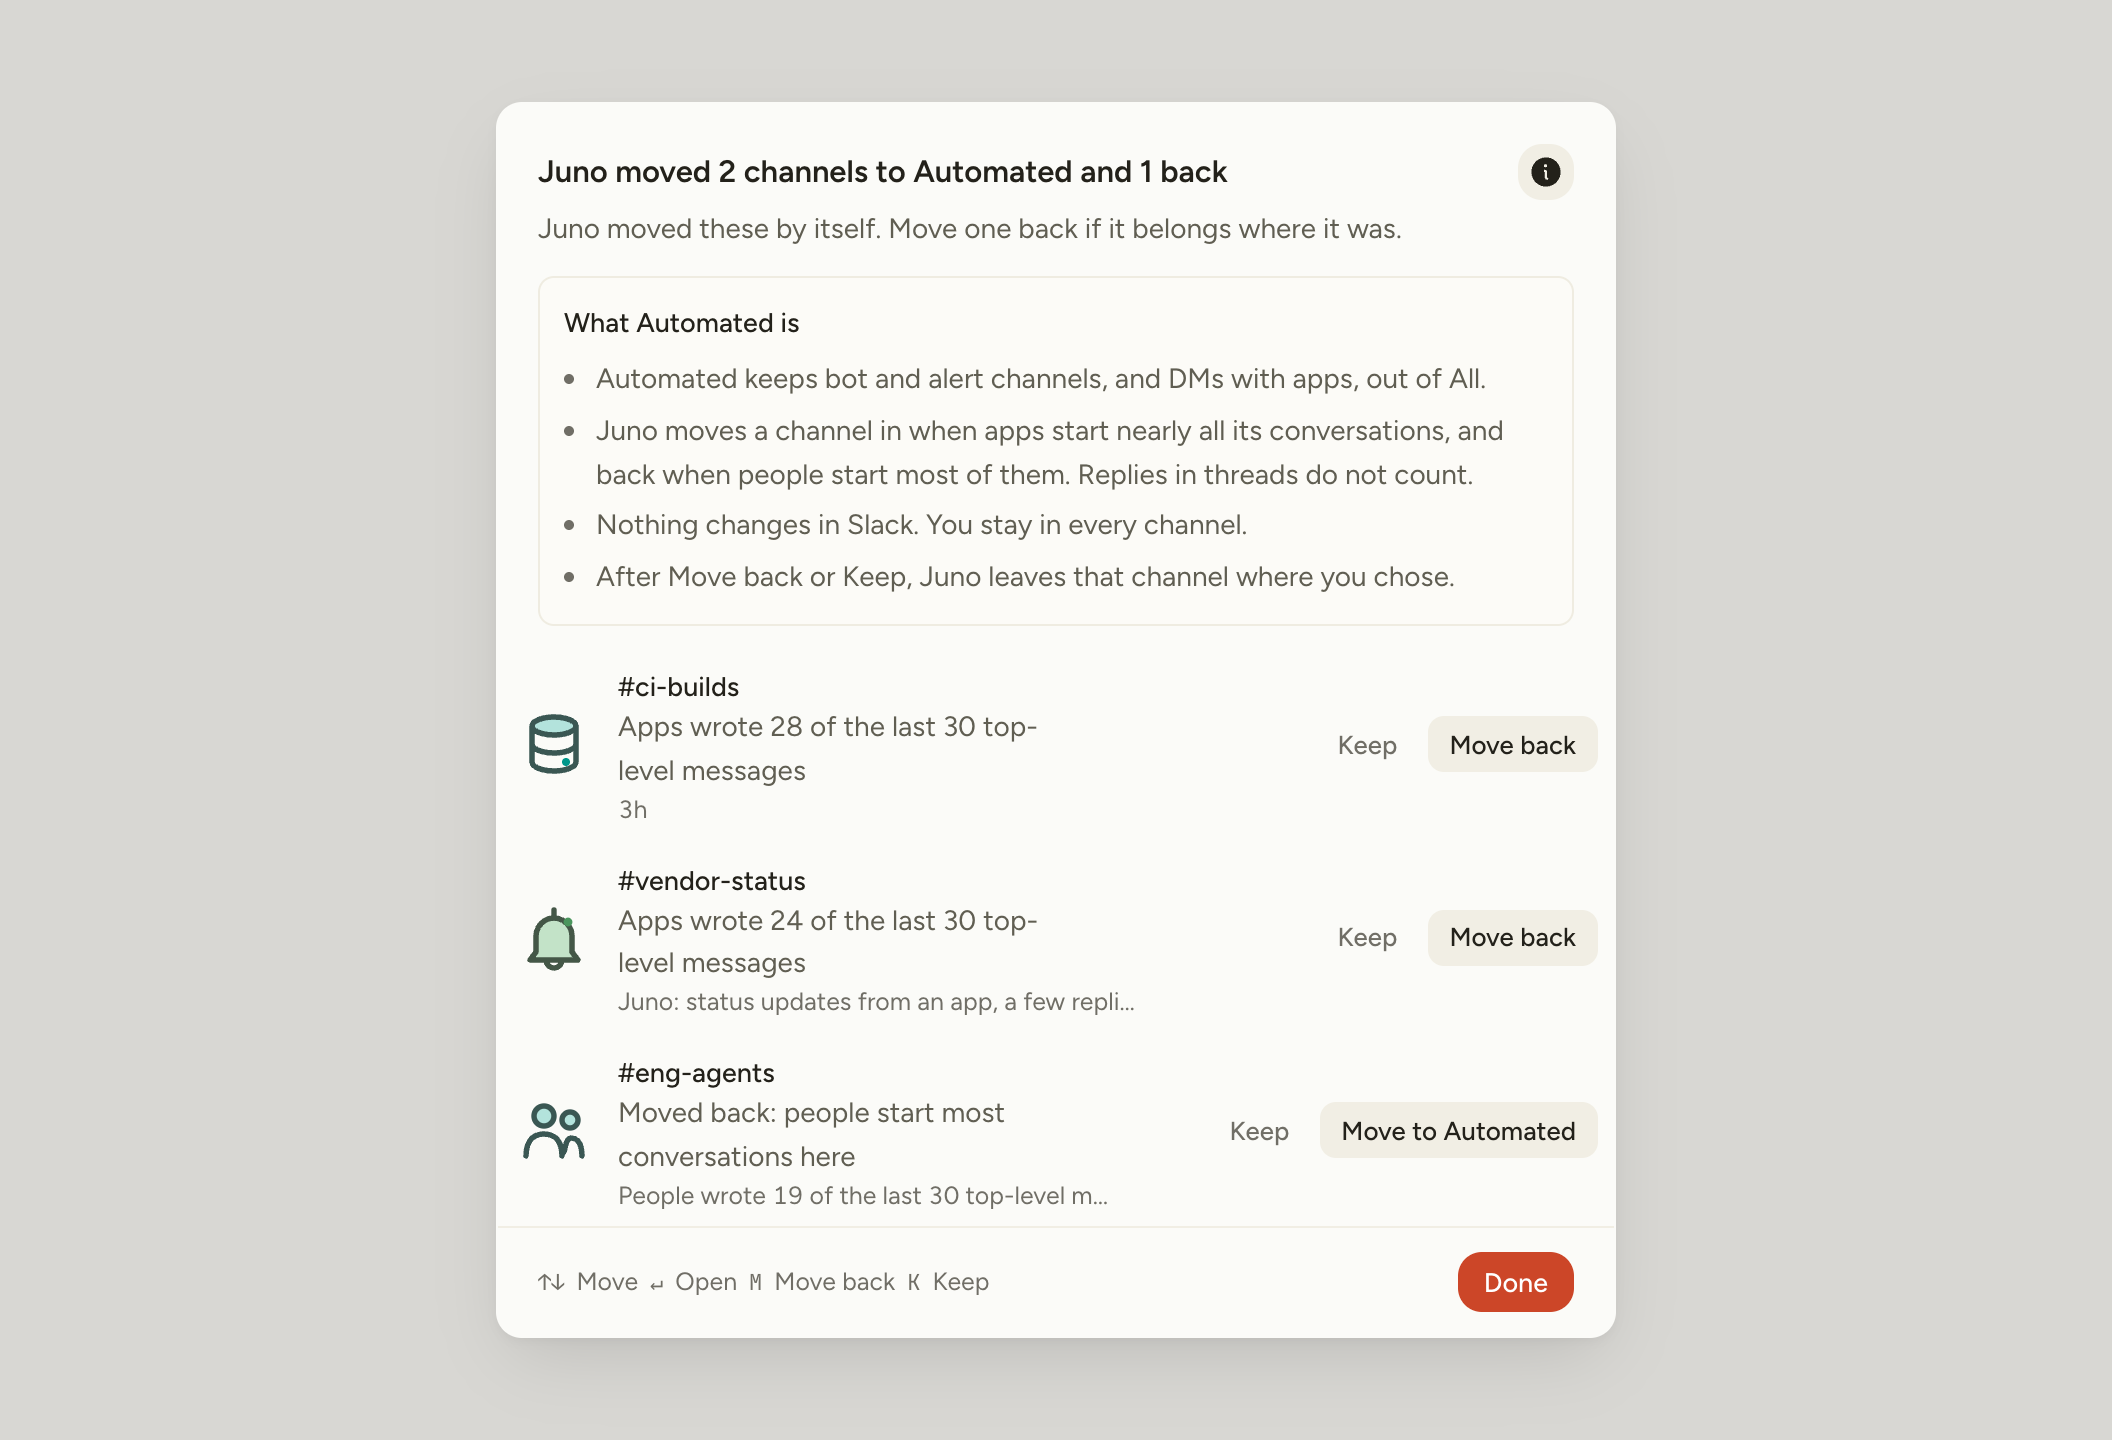 Juno moved 2 channels to Automated and 1 back
Juno moved these by itself. Move one back if it belongs where it was.
What Automated is
• Automated keeps bot and alert channels, and DMs with apps, out of All.
• Juno moves a channel in when apps start nearly all its conversations, and
back when people start most of them. Replies in threads do not count.
• Nothing changes in Slack. You stay in every channel.
• After Move back or Keep, Juno leaves that channel where you chose.
#ci-builds
Apps wrote 28 of the last 30 top-
level messages
3h
Keep Move back
#vendor-status
Apps wrote 24 of the last 30 top-
level messages
Juno: status updates from an app, a few repli...
Keep Move back
#eng-agents
Moved back: people start most
conversations here
People wrote 19 of the last 30 top-level m...
Keep Move to Automated
↑↓ Move ↵ Open M Move back K Keep
Done